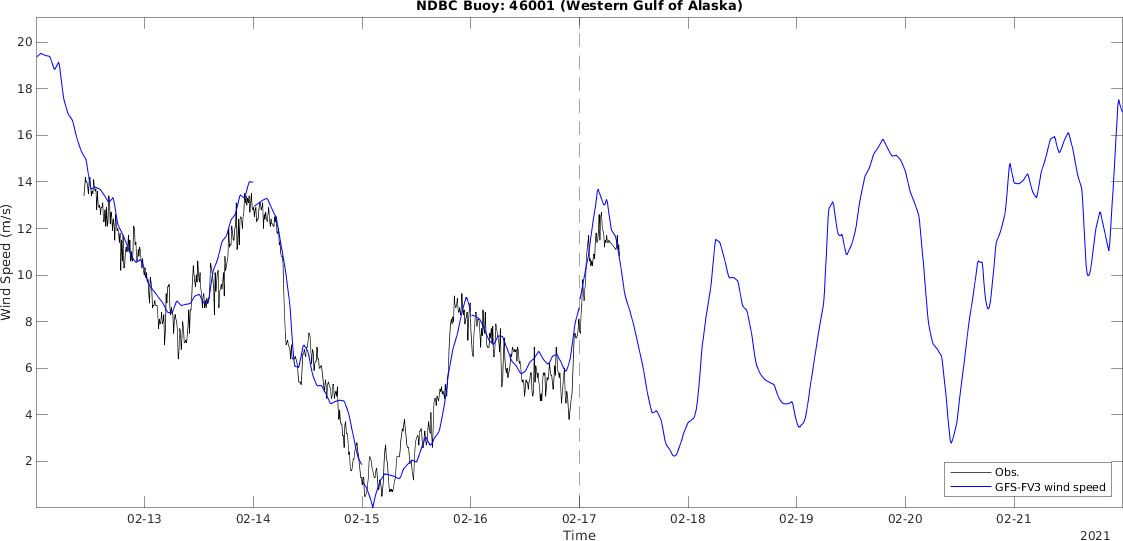 NDBC Buoy: 46001 (Western Gulf of Alaska)
20
18
16
14
12
10
8
6
4
2
Wind Speed (m/s)
02-13 02-14 02-15 02-16 02-17 02-18 02-19 02-20 02-21
Time
2021
Obs.
GFS-FV3 wind speed